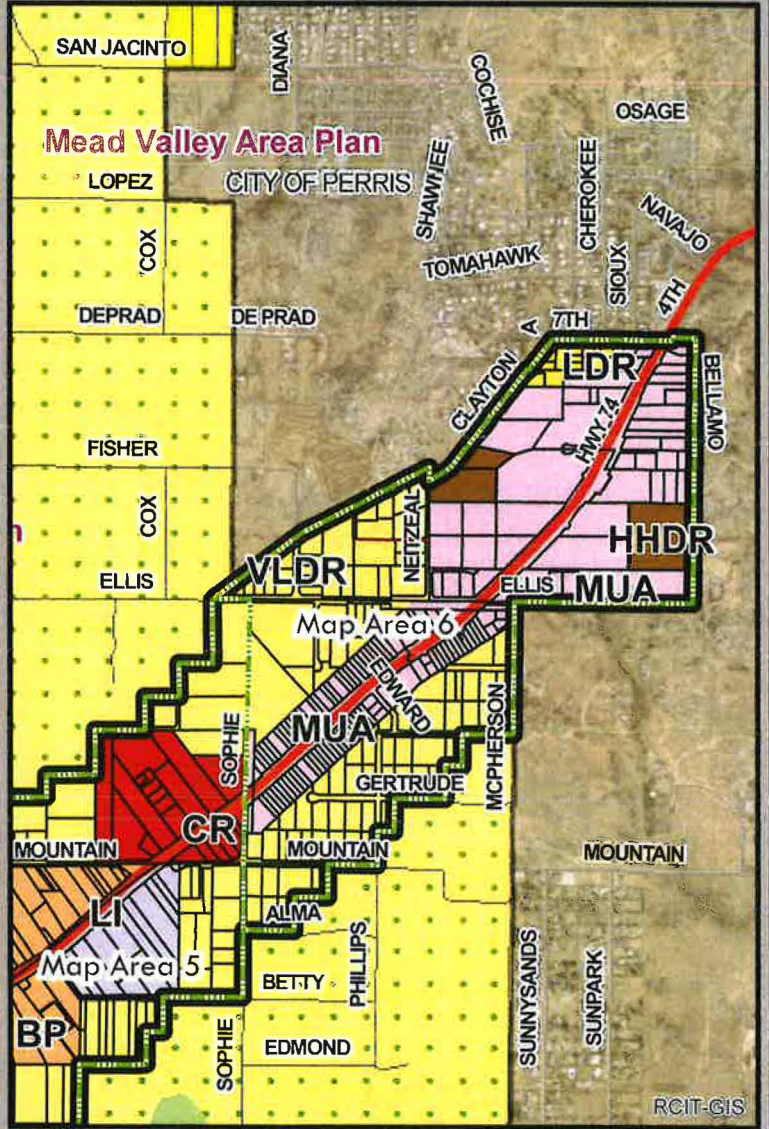 SAN JACINTO
DIANA
COCHISE
OSAGE
Mead Valley Area Plan
SHAWNEE
CHEROKEE
LOPEZ
CITY OF PERRIS
NAVAJO
COX
TOMAHAWK
SIOUX
4TH
DEPRAD
DE PRAD
A
7TH
CLAYTON
LDR
BELLAMO
HWY 74
FISHER
COX
NEITZEAL
HHDR
ELLIS
VLDR
ELLIS
MUA
Map Area 6
EDWARD
SOPHIE
MUA
MCPHERSON
GERTRUDE
CR
MOUNTAIN
MOUNTAIN
MOUNTAIN
LI
ALMA
Map Area 5
BETTY
PHILLIPS
SUNNYSANDS
SUNPARK
BP
SOPHIE
EDMOND
RCIT-GIS